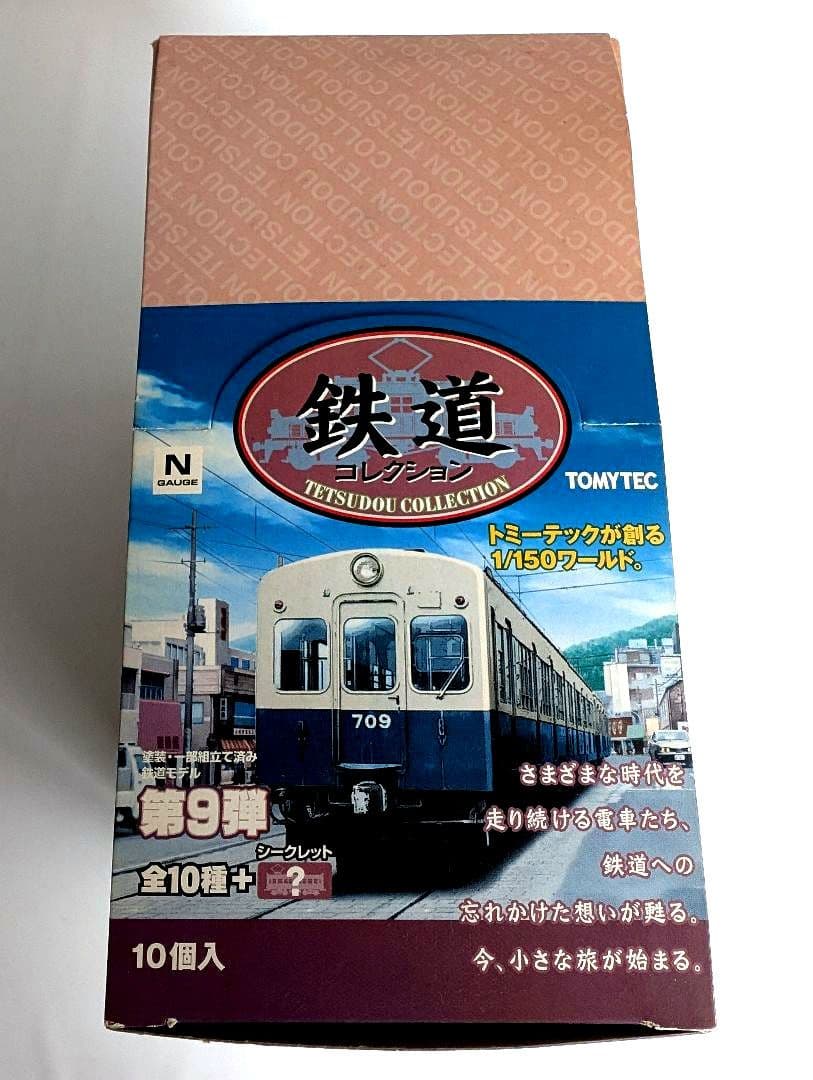 TETSUDOU COLLECTION TETSUDOU COLLECTION
鉄道
コレクション
TETSUDOU COLLECTION
N
GAUGE
TOMYTEC
トミーテックが創る
1/150ワールド。
709
塗装・一部組立て済み
鉄道モデル
第9弾
シークレット
全10種+
?
さまざまな時代を
走り続ける電車たち、
鉄道への
忘れかけた想いが甦る。
今、小さな旅が始まる。
10個入